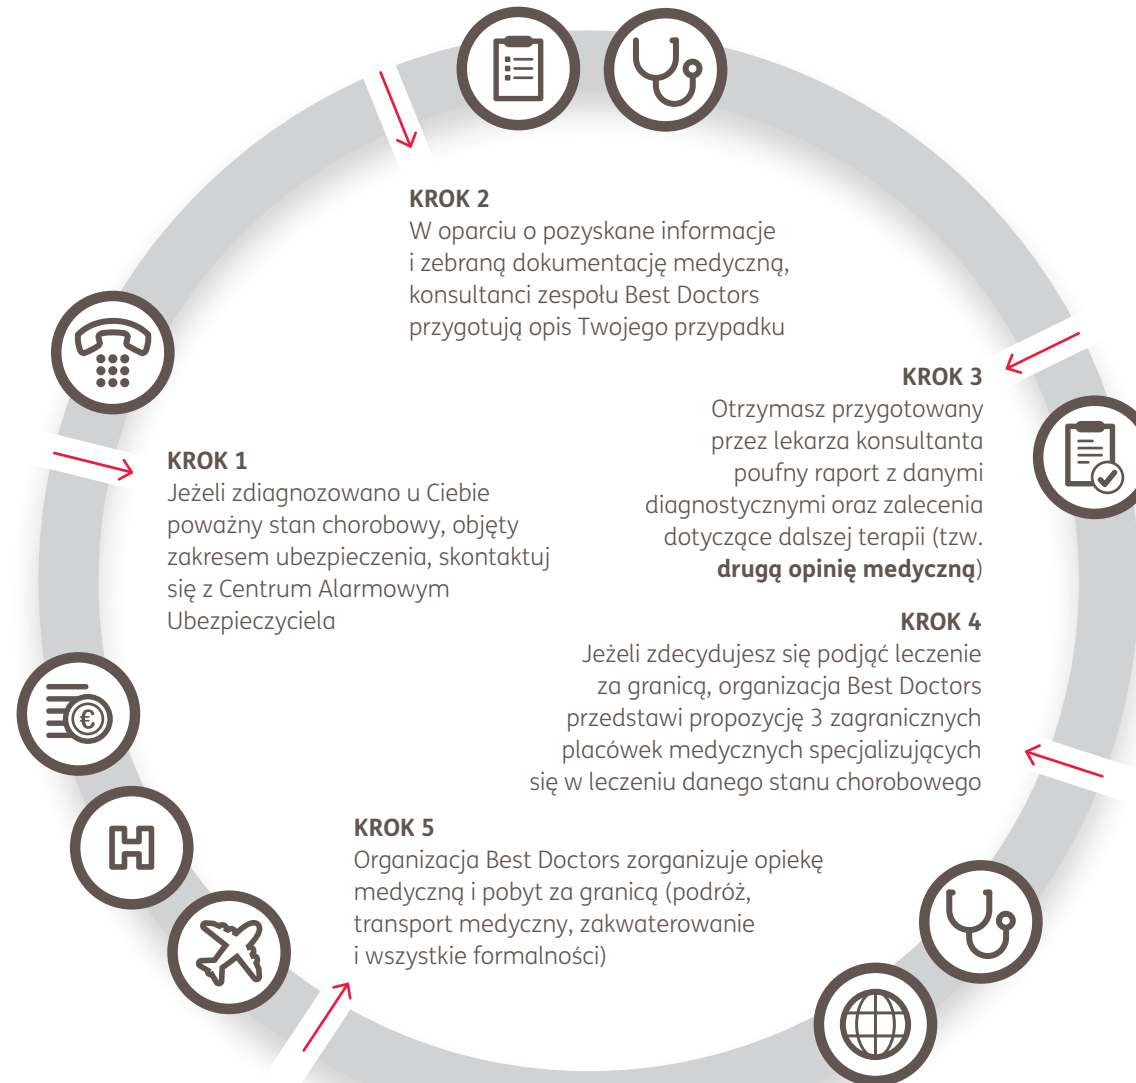 KROK 1
Jeżeli zdiagnozowano u Ciebie
poważny stan chorobowy, objęty
zakresem ubezpieczenia, skontaktuj
się z Centrum Alarmowym
Ubezpieczyciela
KROK 2
W oparciu o pozyskane informacje
i zebraną dokumentację medyczną,
konsultanci zespołu Best Doctors
przygotują opis Twojego przypadku
KROK 3
Otrzymasz przygotowany
przez lekarza konsultanta
poufny raport z danymi
diagnostycznymi oraz zalecenia
dotyczące dalszej terapii (tzw.
drugą opinię medyczną)
KROK 4
Jeżeli zdecydujesz się podjąć leczenie
za granicą, organizacja Best Doctors
przedstawi propozycję 3 zagranicznych
placówek medycznych specjalizujących
się w leczeniu danego stanu chorobowego
KROK 5
Organizacja Best Doctors zorganizuje opiekę
medyczną i pobyt za granicą (podróż,
transport medyczny, zakwaterowanie
i wszystkie formalności)
€
H